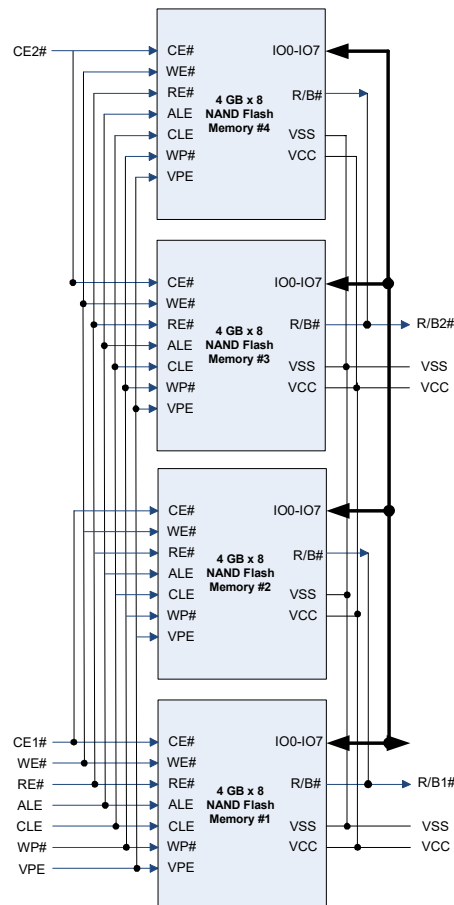 CE2#
CE#
WE#
RE#
ALE
CLE
WP#
VPE
4 GB x 8
NAND Flash
Memory #4
IO0-IO7
R/B#
VSS
VCC
CE#
WE#
RE#
ALE
CLE
WP#
VPE
4 GB x 8
NAND Flash
Memory #3
IO0-IO7
R/B#
VSS
VCC
R/B2#
VSS
VCC
CE#
WE#
RE#
ALE
CLE
WP#
VPE
4 GB x 8
NAND Flash
Memory #2
IO0-IO7
R/B#
VSS
VCC
CE1#
WE#
RE#
ALE
CLE
WP#
VPE
CE#
WE#
RE#
ALE
CLE
WP#
VPE
4 GB x 8
NAND Flash
Memory #1
IO0-IO7
R/B#
VSS
VCC
R/B1#
VSS
VCC